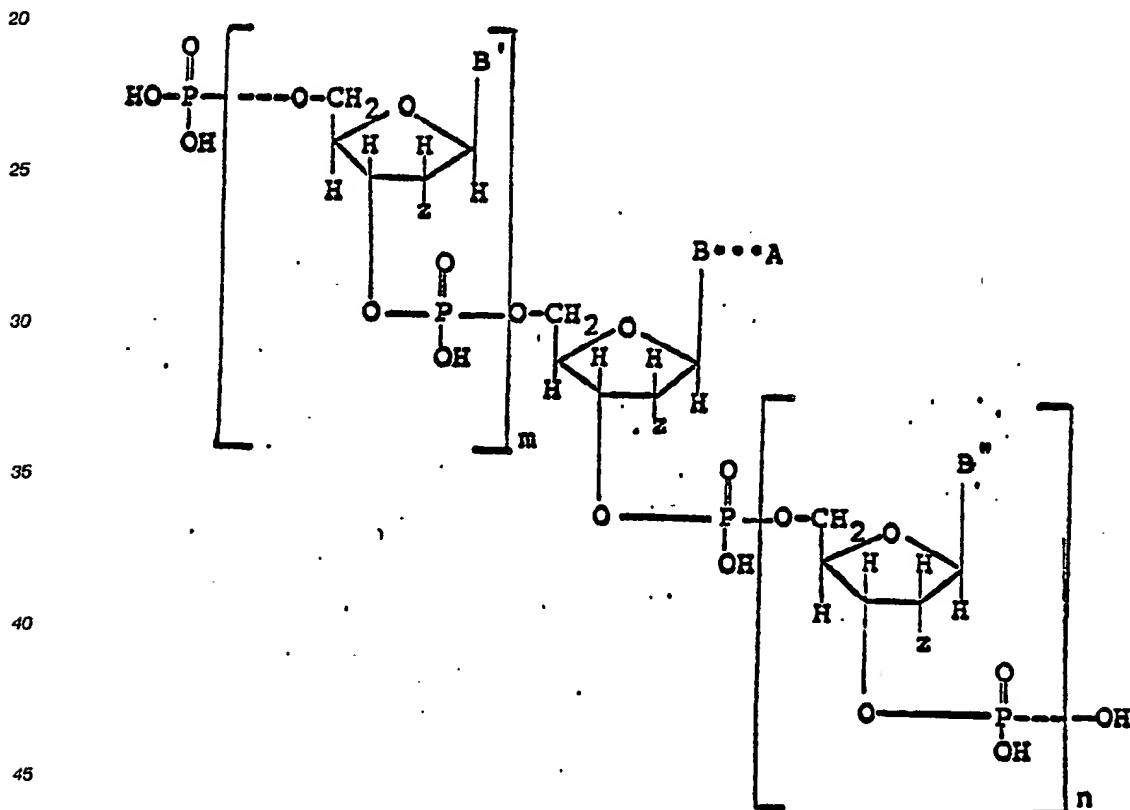 20
O
B'
HO-P----O-CH2 O
OH
H H
25
H H
z
O
B•••A
30
O-P-O-CH2 O
OH
H H
H H
z
m
35
O
B"
O-P-O-CH2 O
OH
H H
H H
40
z
O
O-P----OH
OH
45
n